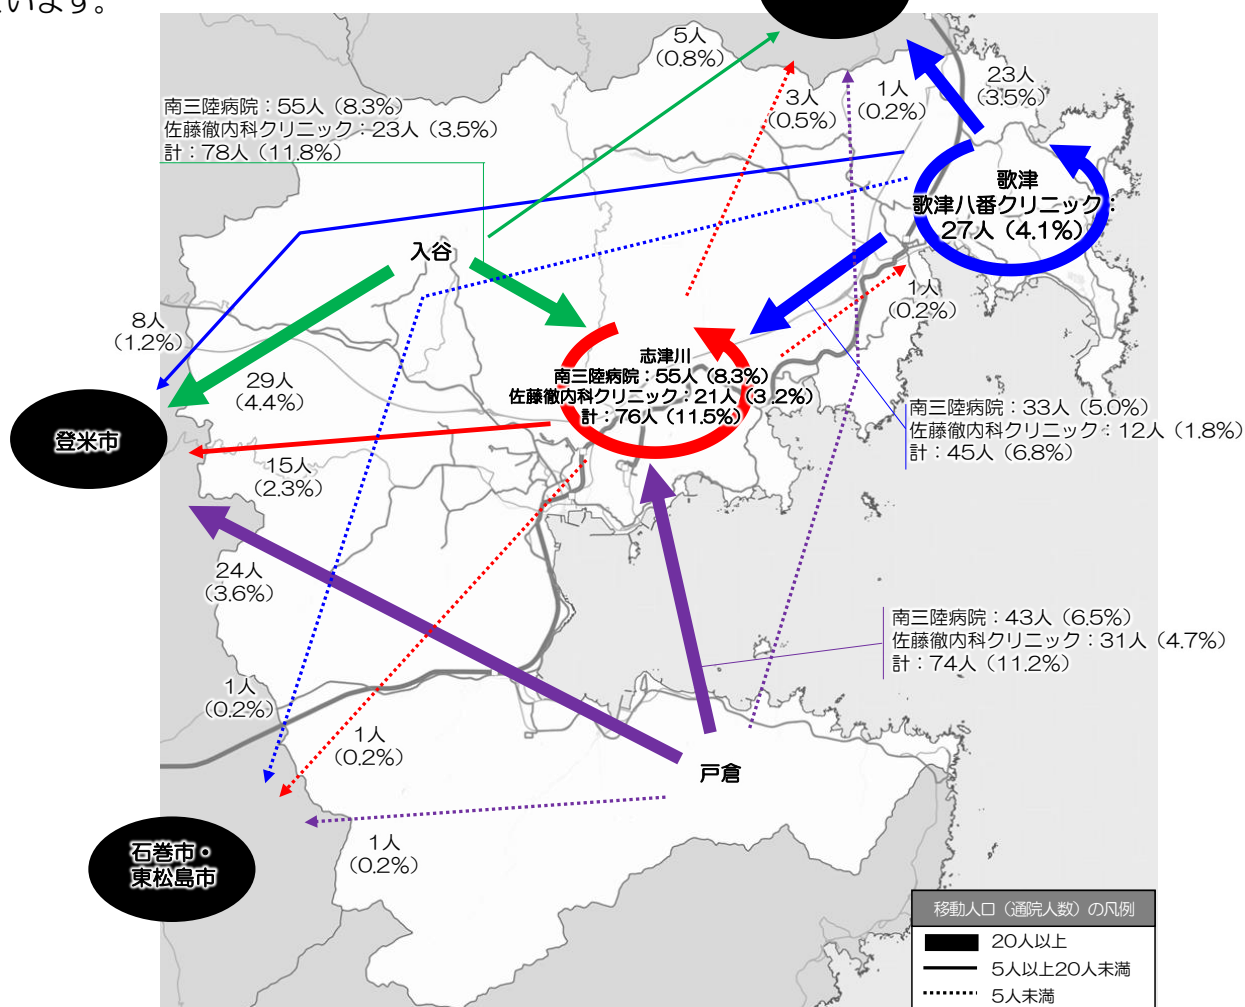 います。
5人
(0.8%)
3人
(0.5%)
1人
(0.2%)
23人
(3.5%)
南三陸病院：55人（8.3%）
佐藤徹内科クリニック：23人（3.5%）
計：78人（11.8%）
歌津
歌津八番クリニック：
27人（4.1%）
入谷
1人
(0.2%)
8人
(1.2%)
志津川
南三陸病院：55人（8.3%）
佐藤徹内科クリニック：21人（3.2%）
計：76人（11.5%）
29人
(4.4%)
南三陸病院：33人（5.0%）
佐藤徹内科クリニック：12人（1.8%）
計：45人（6.8%）
登米市
15人
(2.3%)
24人
(3.6%)
南三陸病院：43人（6.5%）
佐藤徹内科クリニック：31人（4.7%）
計：74人（11.2%）
1人
(0.2%)
1人
(0.2%)
戸倉
1人
(0.2%)
石巻市・
東松島市
移動人口（通院人数）の凡例
20人以上
5人以上20人未満
5人未満